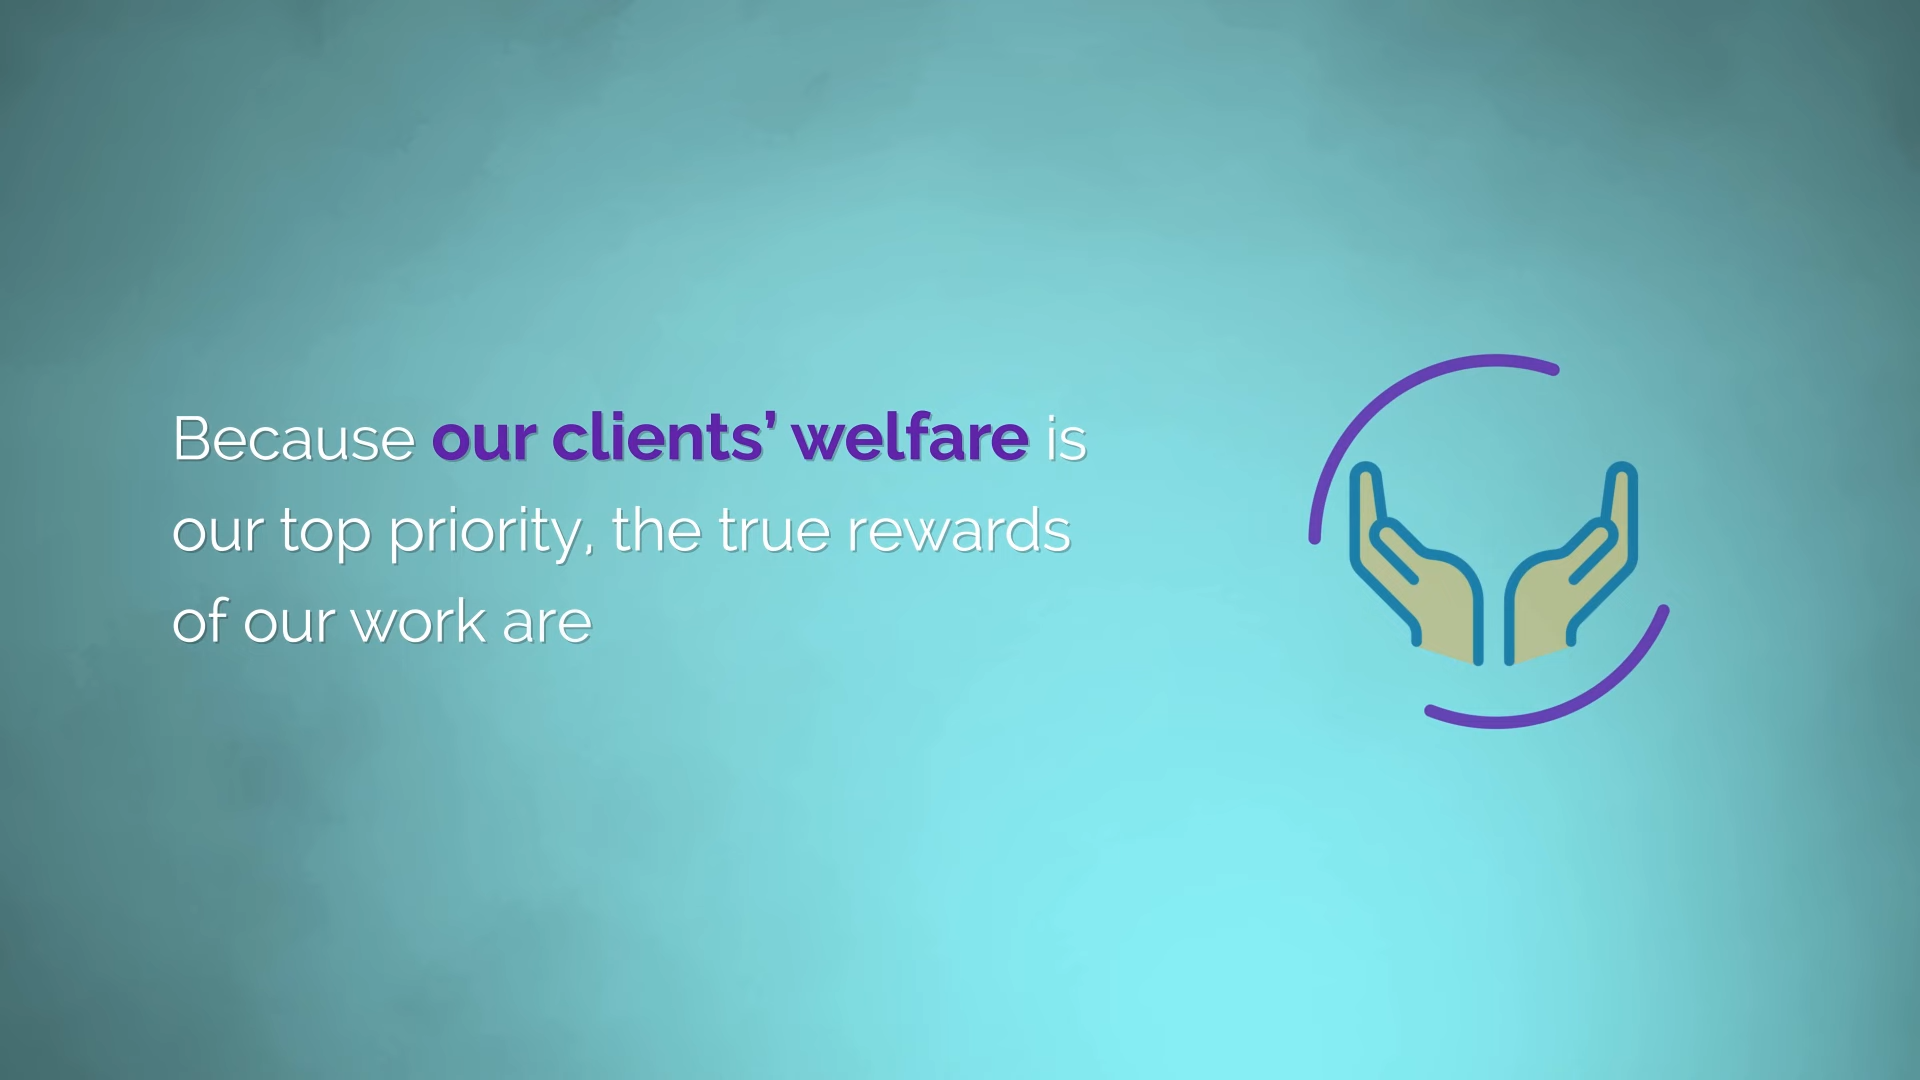 Because our clients’ welfare is
our top priority, the true rewards
of our work are